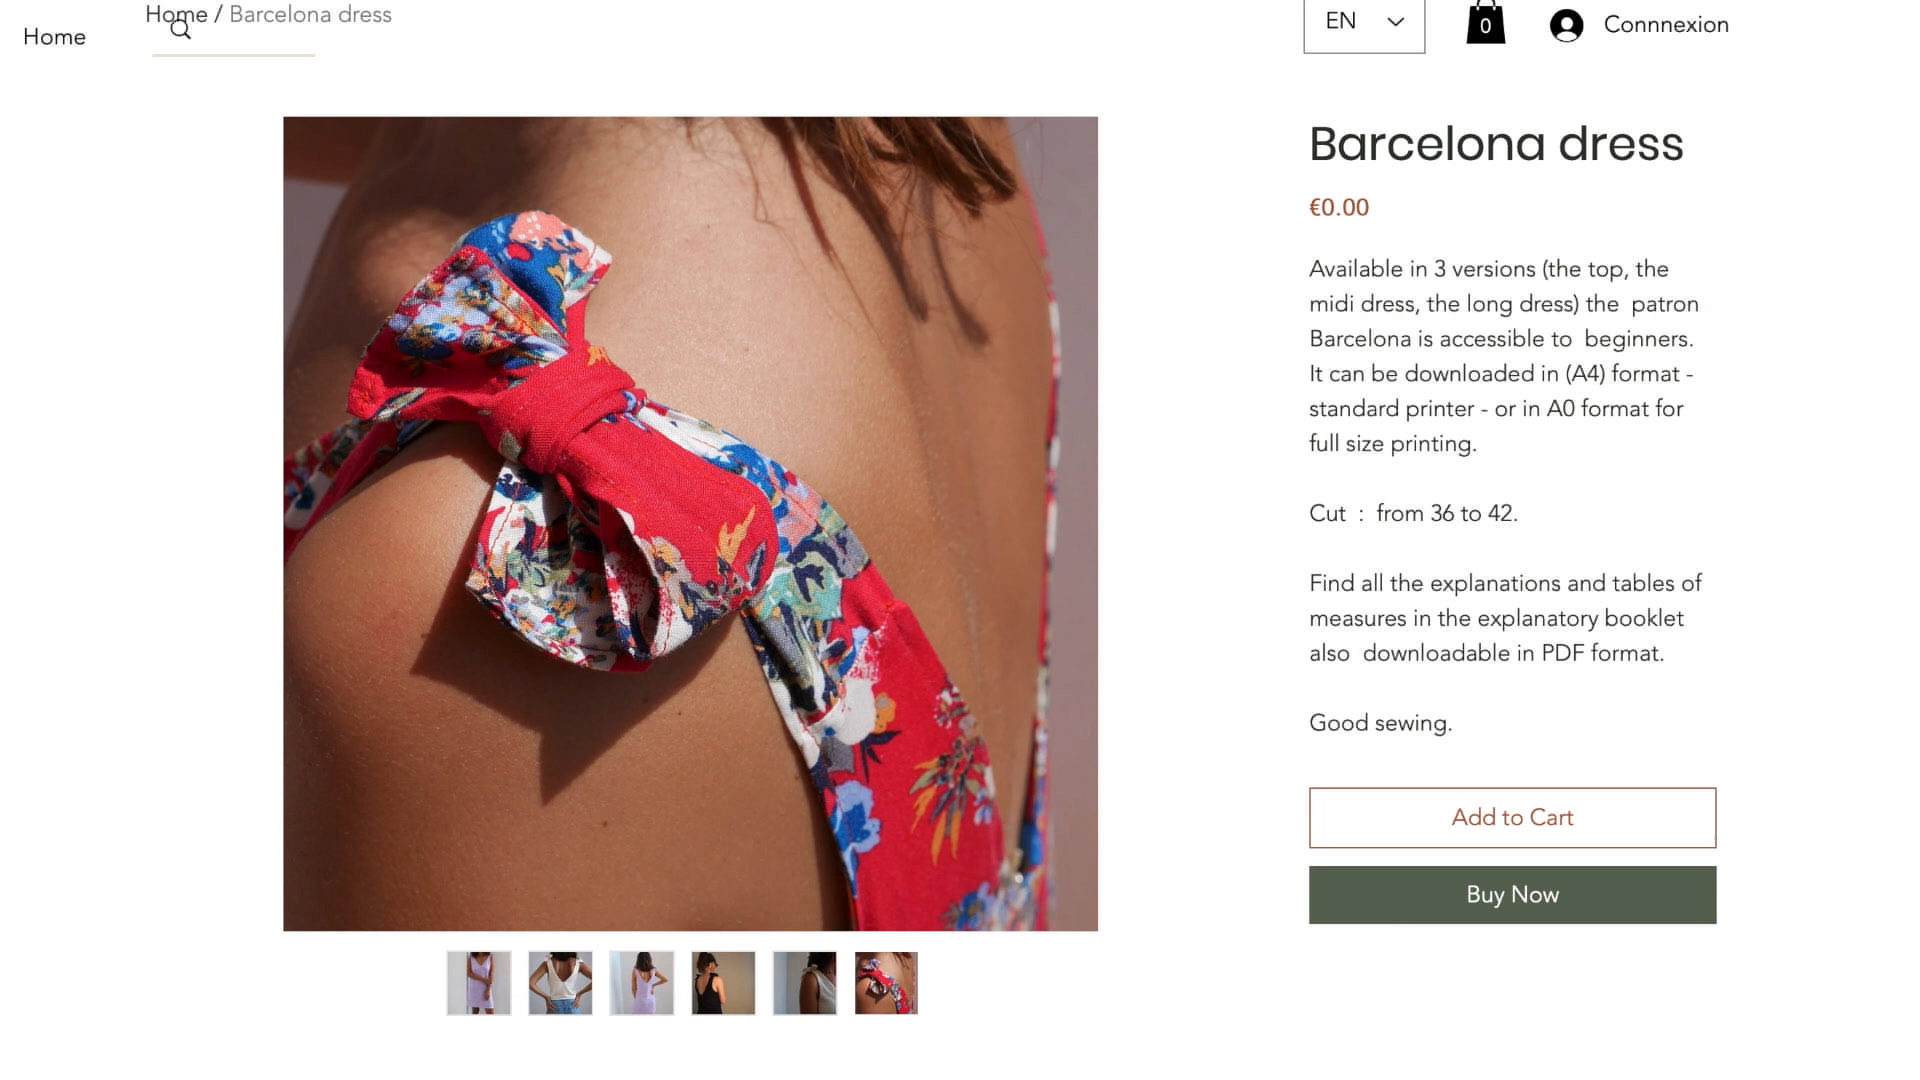 Home / Barcelona dress
Home
EN
0
Connnexion
Barcelona dress
€0.00
Available in 3 versions (the top, the
midi dress, the long dress) the  patron
Barcelona is accessible to  beginners.
It can be downloaded in (A4) format -
standard printer - or in A0 format for
full size printing.
Cut  :  from 36 to 42.
Find all the explanations and tables of
measures in the explanatory booklet
also  downloadable in PDF format.
Good sewing.
Add to Cart
Buy Now